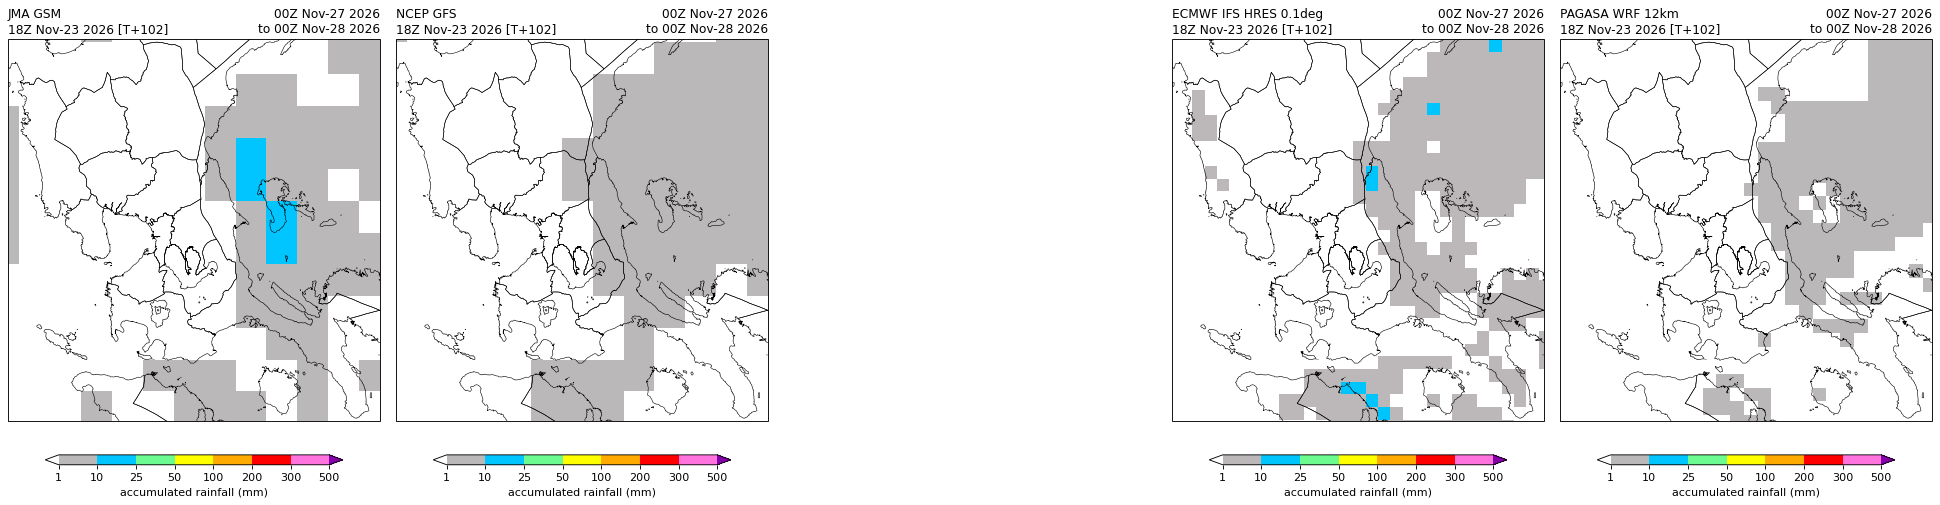 JMA GSM 00Z Nov-27 2026
18Z Nov-23 2026 [T+102] to 00Z Nov-28 2026
1 10 25 50 100 200 300 500
accumulated rainfall (mm)
NCEP GFS 00Z Nov-27 2026
18Z Nov-23 2026 [T+102] to 00Z Nov-28 2026
1 10 25 50 100 200 300 500
accumulated rainfall (mm)
ECMWF IFS HRES 0.1deg 00Z Nov-27 2026
18Z Nov-23 2026 [T+102] to 00Z Nov-28 2026
1 10 25 50 100 200 300 500
accumulated rainfall (mm)
PAGASA WRF 12km 00Z Nov-27 2026
18Z Nov-23 2026 [T+102] to 00Z Nov-28 2026
1 10 25 50 100 200 300 500
accumulated rainfall (mm)